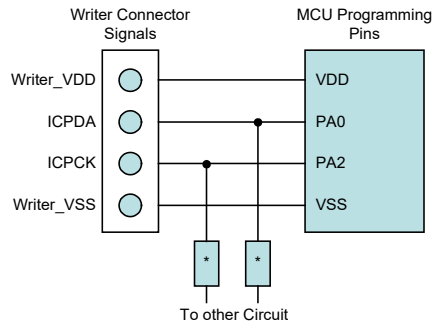 Writer Connector
Signals
MCU Programming
Pins
Writer_VDD
VDD
ICPDA
PA0
ICPCK
PA2
Writer_VSS
VSS
*
*
To other Circuit